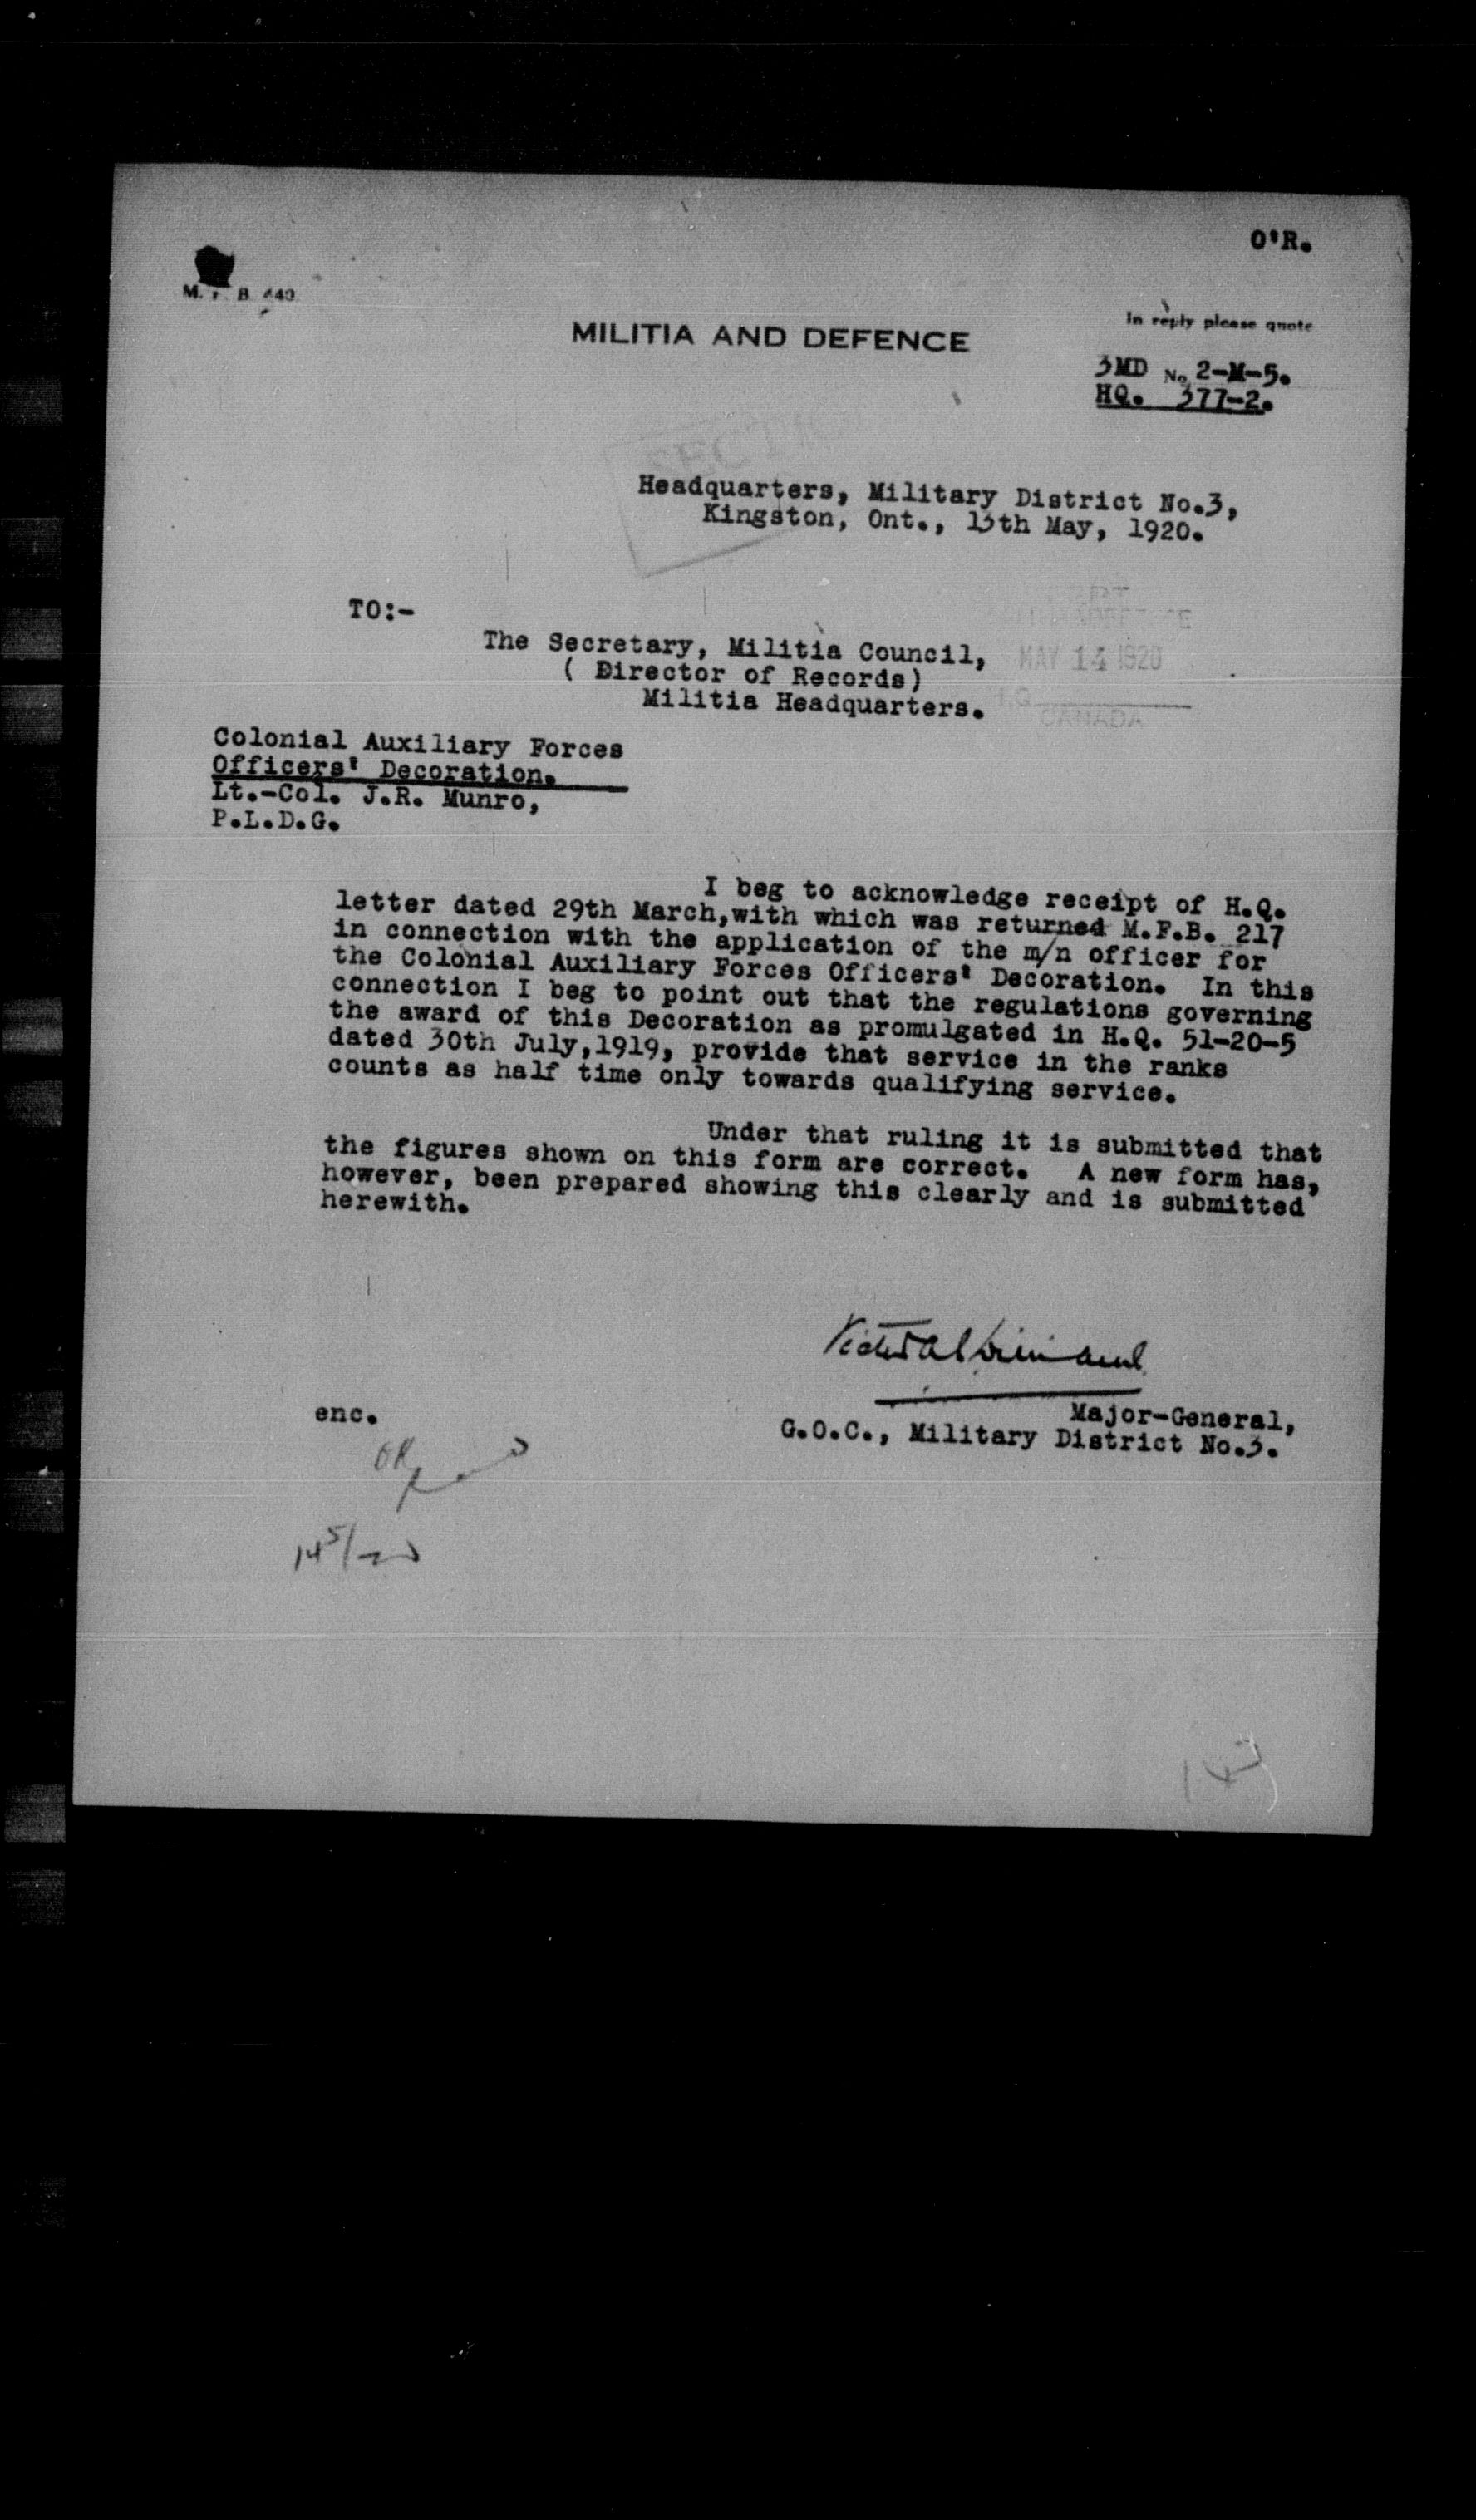 O'R.
M. F. B. 440
In reply please quote
MILITIA AND DEFENCE
3MD No 2-M-5.
HQ. 377-2.
SECTIO
Headquarters, Military District No.3,
Kingston, Ont., 13th May, 1920.
TO:-
The Secretary, Militia Council,
( Director of Records)
Militia Headquarters.
MAY 14 1920
CANADA
Colonial Auxiliary Forces
Officers' Decoration.
Lt.-Col. J.R. Munro,
P.L.D.G.
I beg to acknowledge receipt of H.Q.
letter dated 29th March,with which was returned M.F.B. 217
in connection with the application of the m/n officer for
the Colonial Auxiliary Forces Officers' Decoration. In this
connection I beg to point out that the regulations governing
the award of this Decoration as promulgated in H.Q. 51-20-5
dated 30th July,1919, provide that service in the ranks
counts as half time only towards qualifying service.
Under that ruling it is submitted that
the figures shown on this form are correct. A new form has,
however, been prepared showing this clearly and is submitted
herewith.
Major-General,
G.O.C., Military District No.3.
enc.
OR
14 5/20